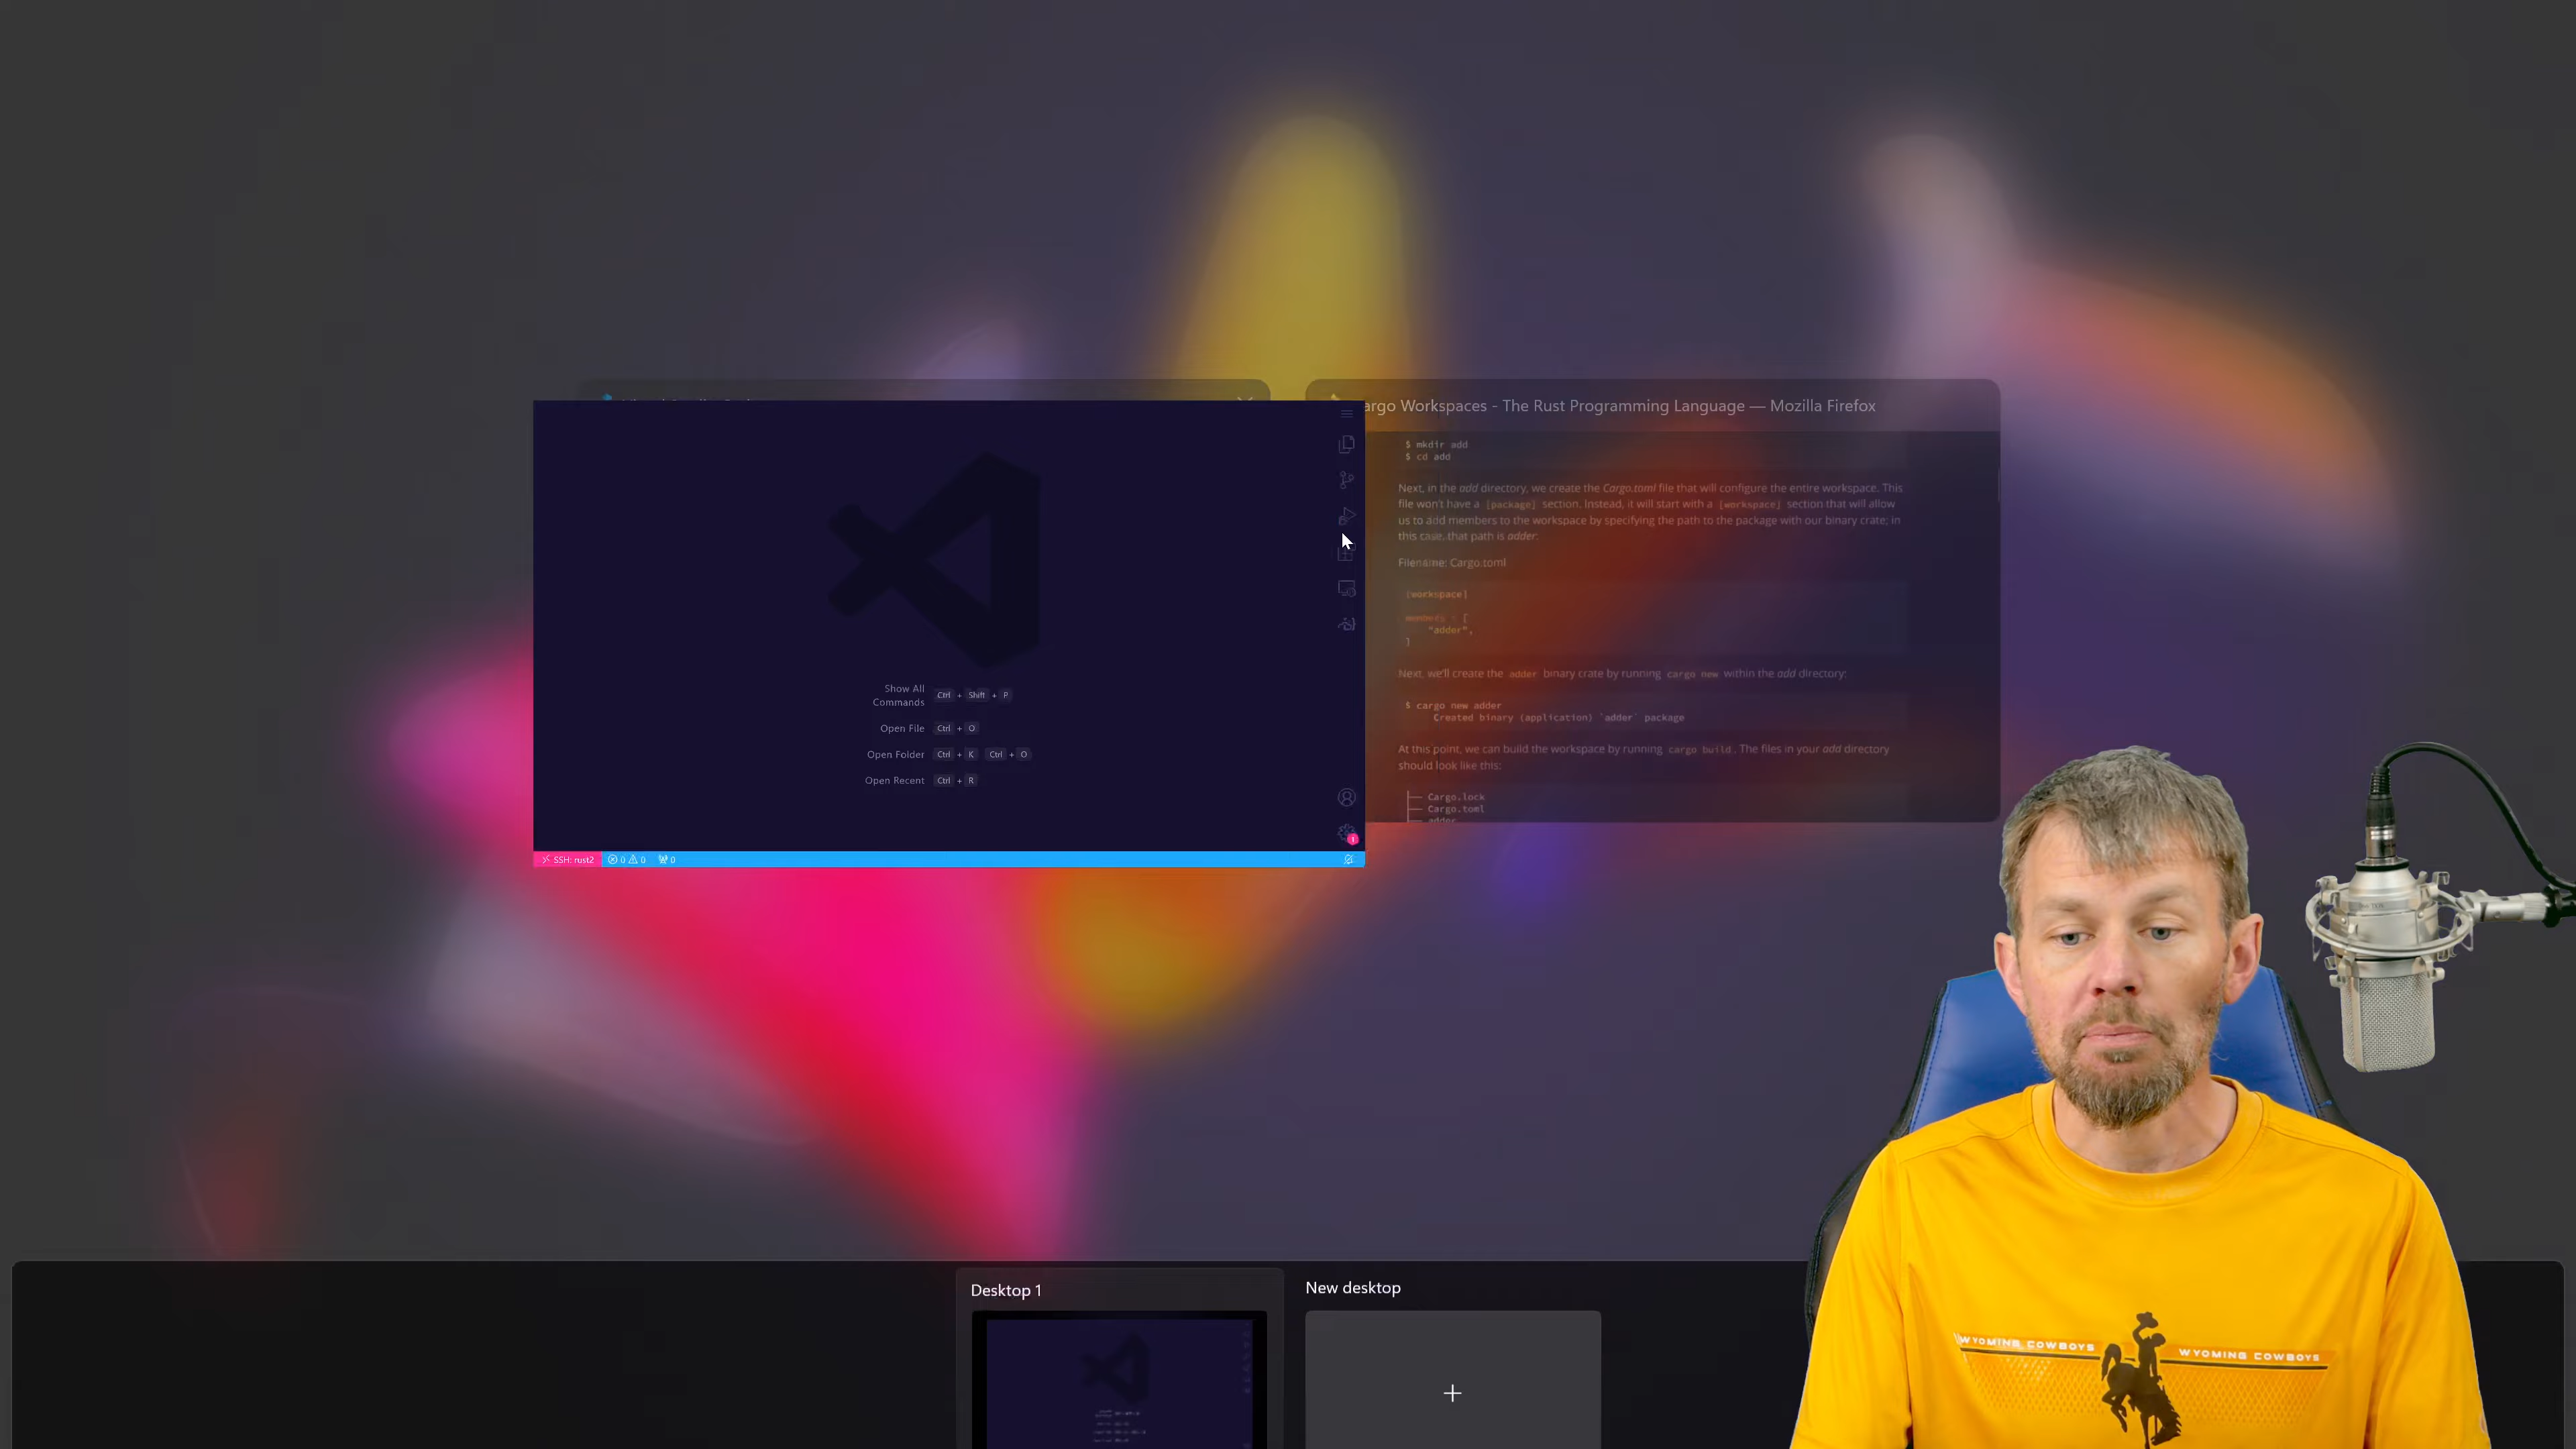 Cargo Workspaces - The Rust Programming Language — Mozilla Firefox
Show All
Commands
Ctrl + Shift + P
Open File Ctrl + O
Open Folder Ctrl + K Ctrl + O
Open Recent Ctrl + R
SSH: rust2 0 0 0
$ mkdir add
$ cd add
Next, in the add directory, we create the Cargo.toml file that will configure the entire workspace. This
file won't have a [package] section. Instead, it will start with a [workspace] section that will allow
us to add members to the workspace by specifying the path to the package with our binary crate; in
this case, that path is adder:
Filename: Cargo.toml
[workspace]
members = [
"adder",
]
Next, we'll create the adder binary crate by running cargo new within the add directory:
$ cargo new adder
Created binary (application) `adder` package
At this point, we can build the workspace by running cargo build. The files in your add directory
should look like this:
├── Cargo.lock
├── Cargo.toml
├── adder
Desktop 1
New desktop
+
WYOMING COWBOYS
WYOMING COWBOYS